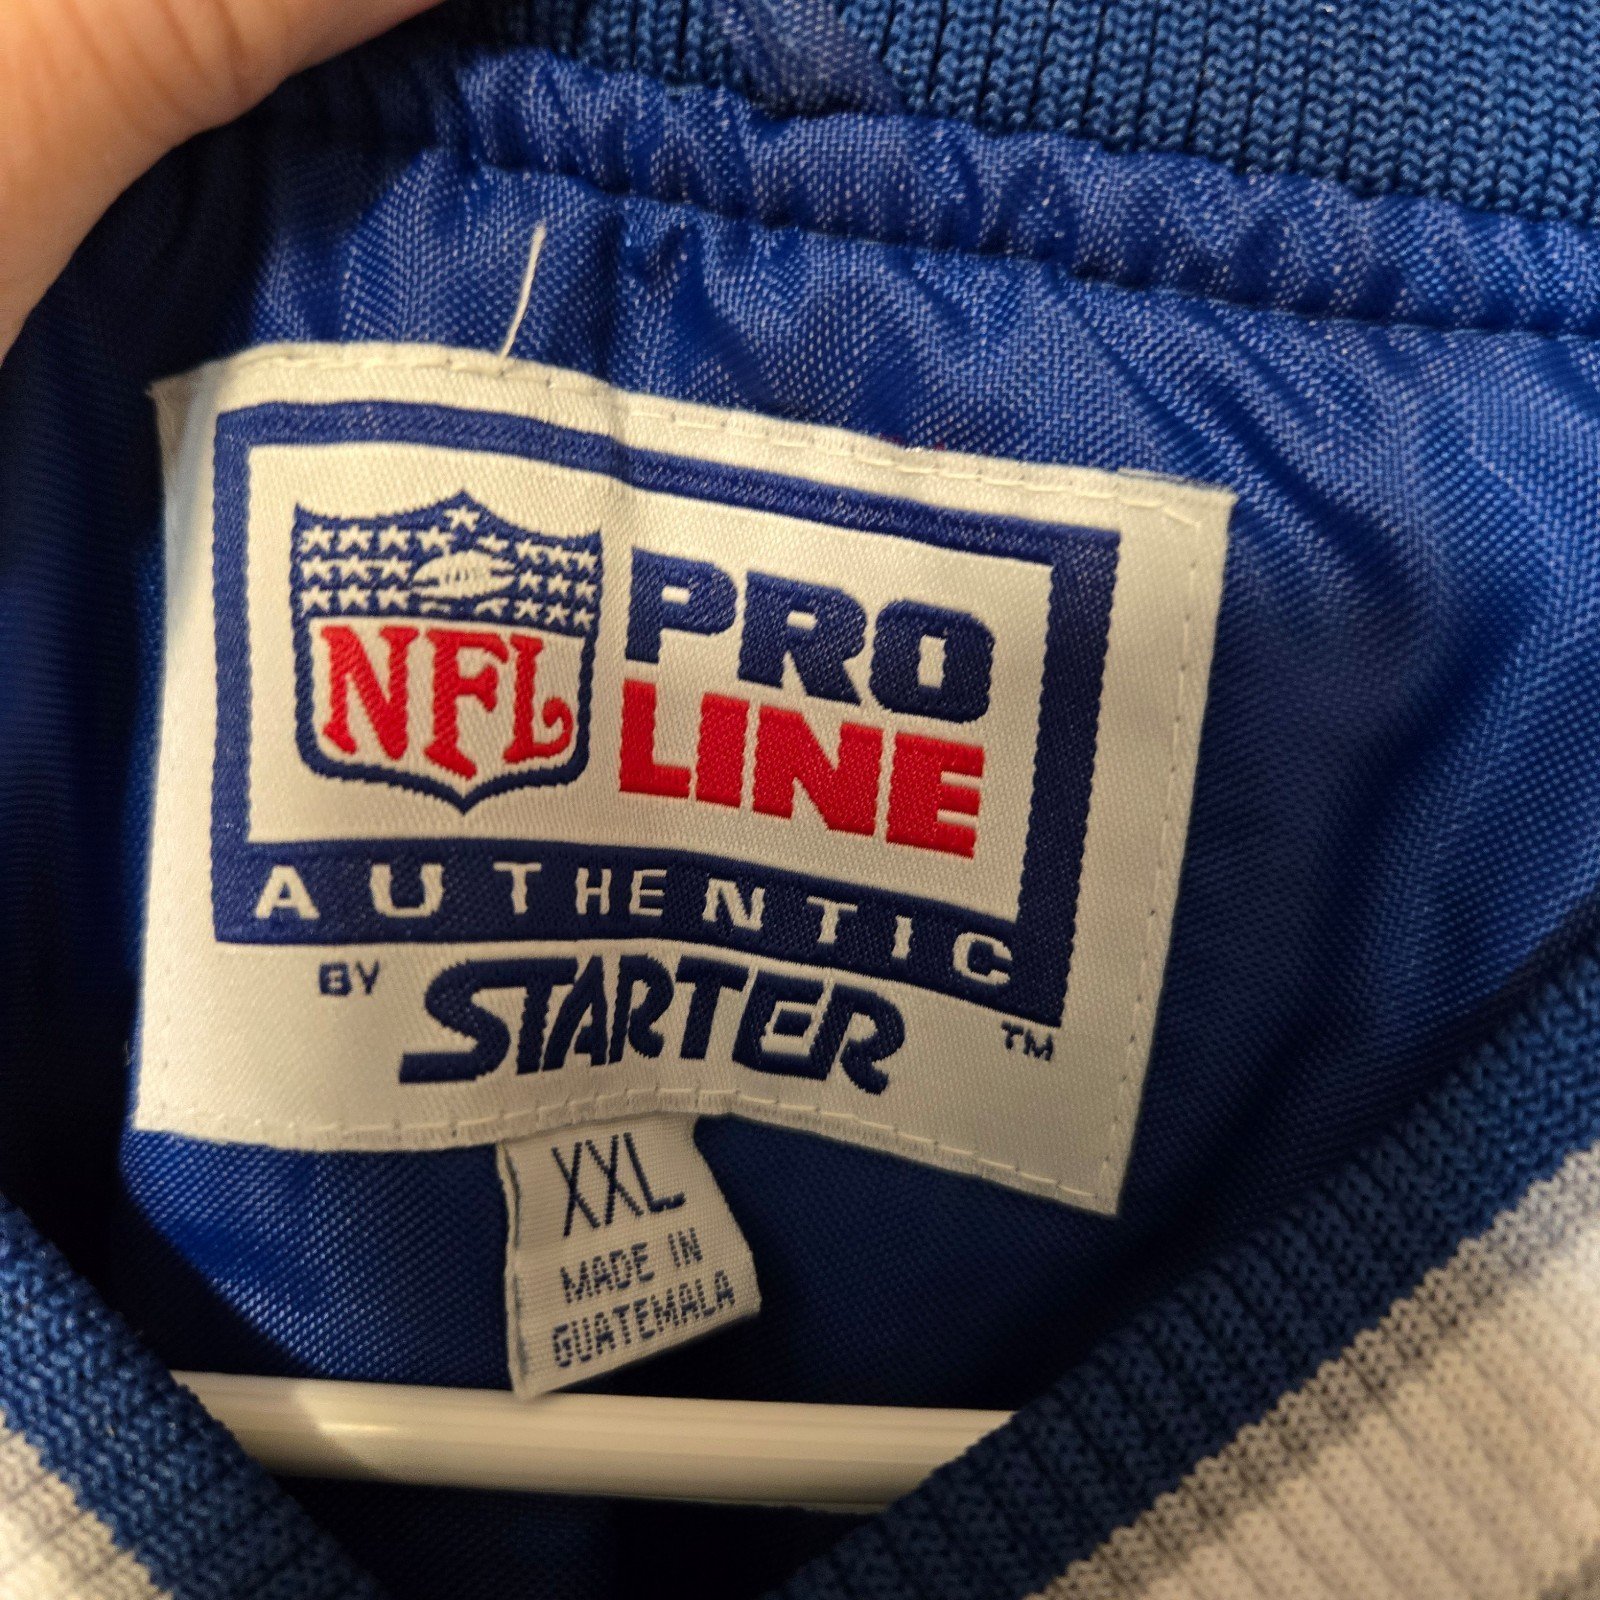 NFL
PRO
LINE
AUTHENTIC
BY STARTER
TM
XXL
MADE IN
GUATEMALA